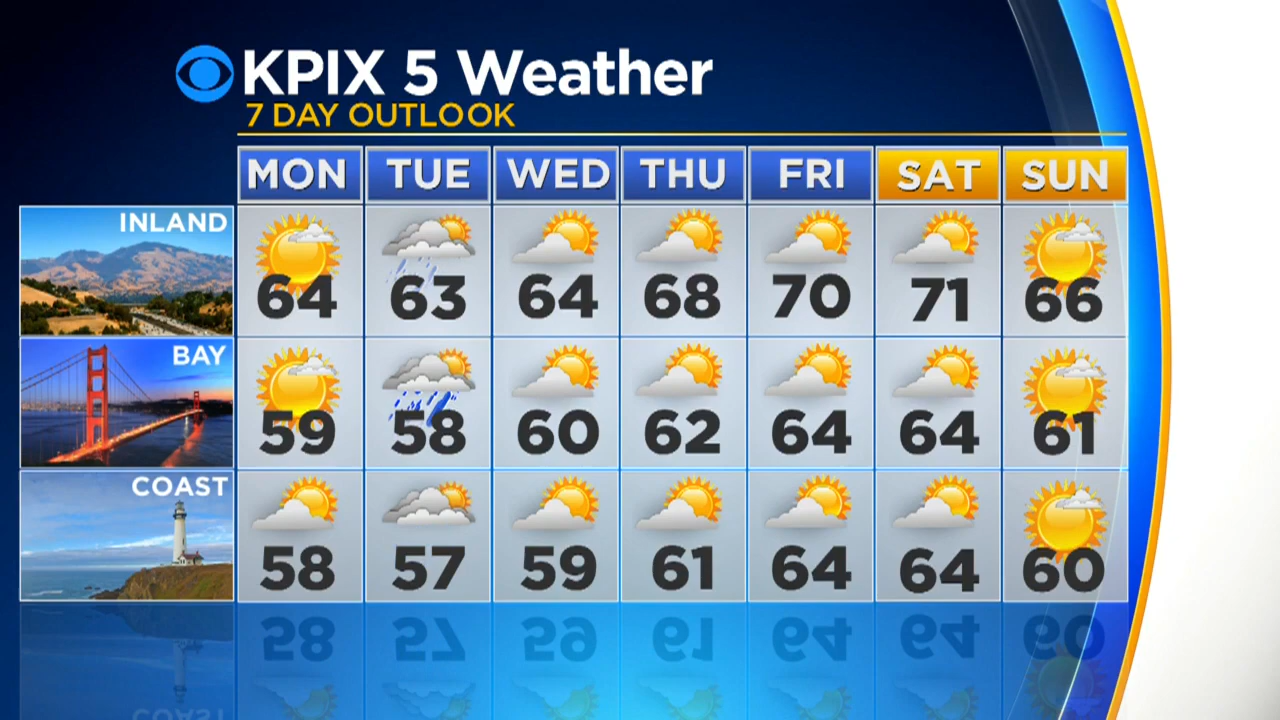 KPIX 5 Weather
7 DAY OUTLOOK
MON TUE WED THU FRI SAT SUN
INLAND
64 63 64 68 70 71 66
BAY
59 58 60 62 64 64 61
COAST
58 57 59 61 64 64 60